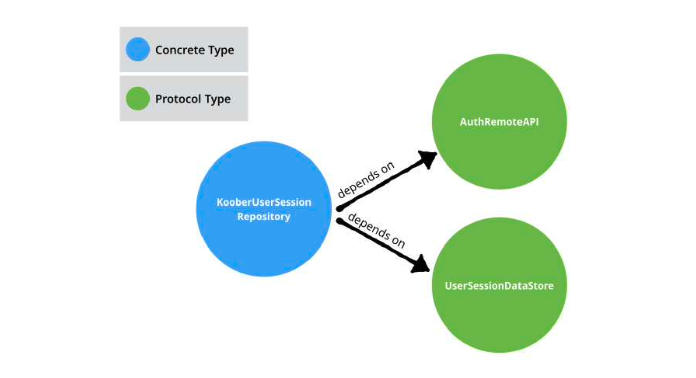 Concrete Type
Protocol Type
AuthRemoteAPI
depends on
KooberUserSession
Repository
depends on
UserSessionDataStore